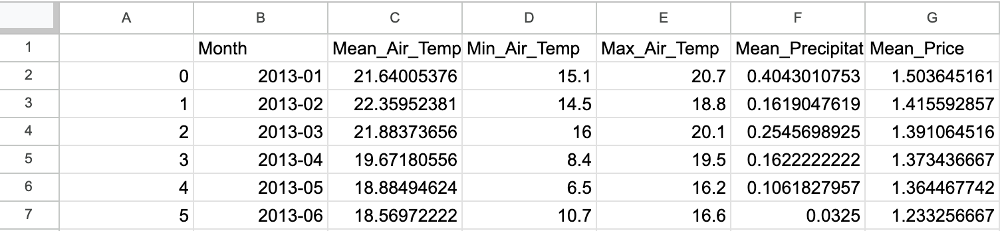 A B C D E F G
1 Month Mean_Air_Temp Min_Air_Temp Max_Air_Temp Mean_Precipitat Mean_Price
2 0 2013-01 21.64005376 15.1 20.7 0.4043010753 1.503645161
3 1 2013-02 22.35952381 14.5 18.8 0.1619047619 1.415592857
4 2 2013-03 21.88373656 16 20.1 0.2545698925 1.391064516
5 3 2013-04 19.67180556 8.4 19.5 0.1622222222 1.373436667
6 4 2013-05 18.88494624 6.5 16.2 0.1061827957 1.364467742
7 5 2013-06 18.56972222 10.7 16.6 0.0325 1.233256667